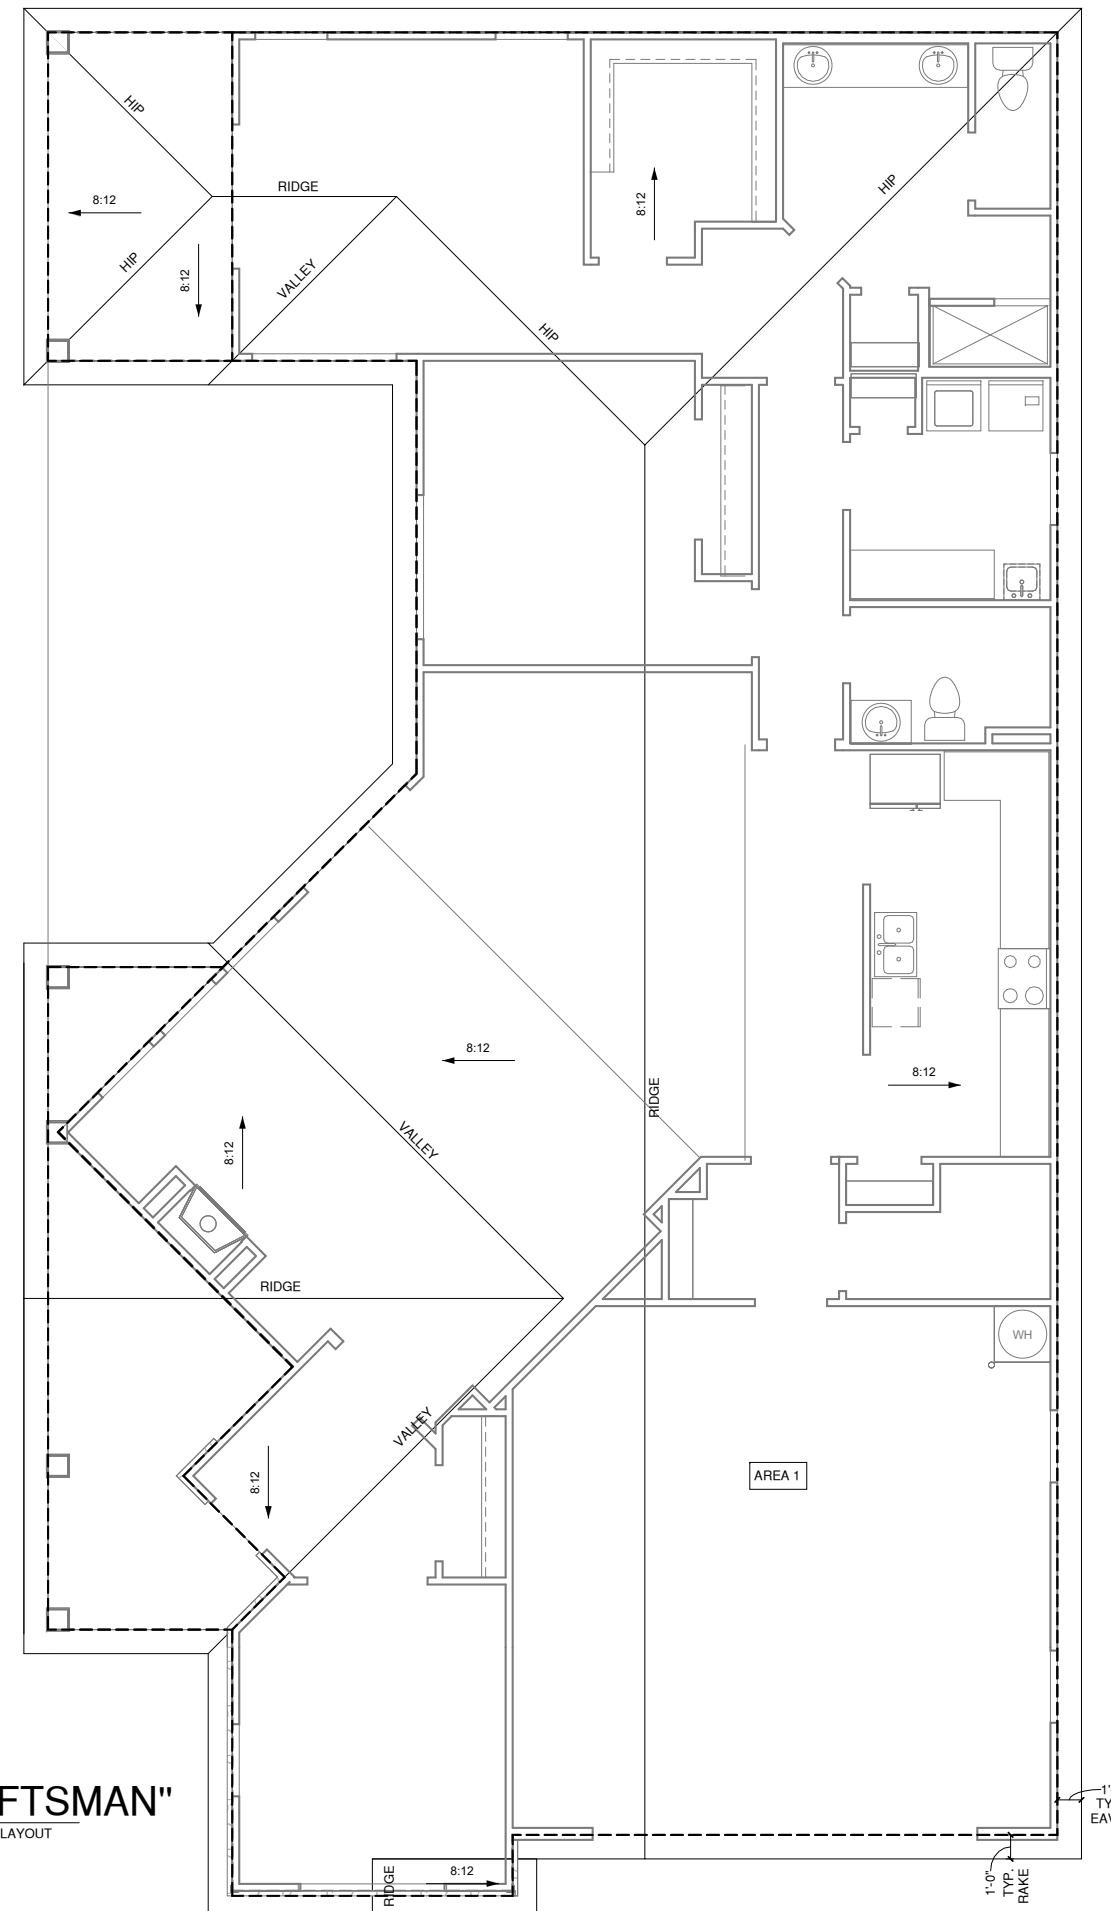 HIP
8:12
RIDGE
8:12
HIP
HIP
8:12
VALLEY
HIP
8:12
RIDGE
8:12
VALLEY
8:12
RIDGE
WH
VALLEY
AREA 1
8:12
FTSMAN"
LAYOUT
8:12
RIDGE
1'-0"
TYP.
RAKE